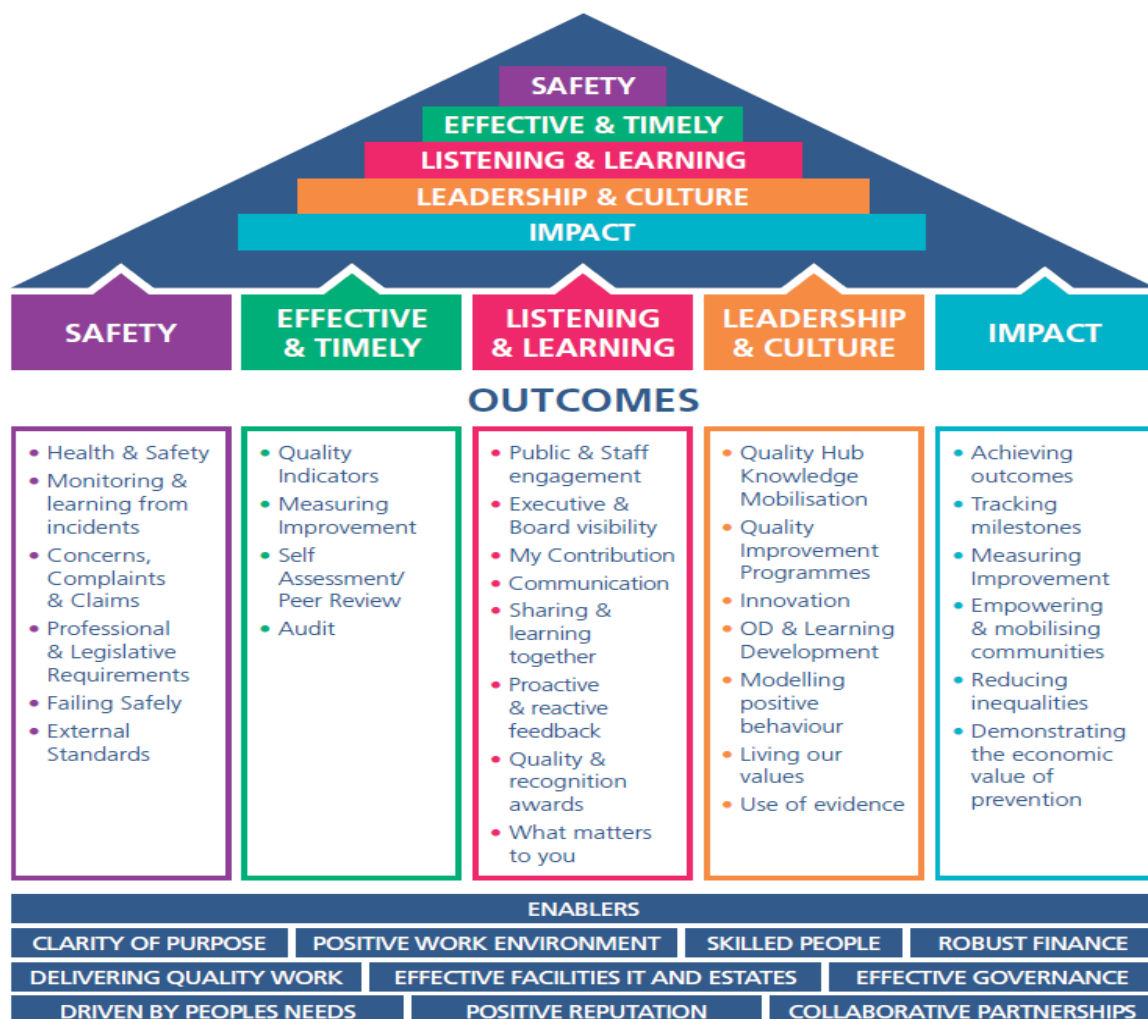 SAFETY
EFFECTIVE & TIMELY
LISTENING & LEARNING
LEADERSHIP & CULTURE
IMPACT
SAFETY
EFFECTIVE
& TIMELY
LISTENING
& LEARNING
LEADERSHIP
& CULTURE
IMPACT
OUTCOMES
• Health & Safety
• Monitoring &
learning from
incidents
• Concerns,
Complaints
& Claims
• Professional
& Legislative
Requirements
• Failing Safely
• External
Standards
• Quality
Indicators
• Measuring
Improvement
• Self
Assessment/
Peer Review
• Audit
• Public & Staff
engagement
• Executive &
Board visibility
• My Contribution
• Communication
• Sharing &
learning
together
• Proactive
& reactive
feedback
• Quality &
recognition
awards
• What matters
to you
• Quality Hub
Knowledge
Mobilisation
• Quality
Improvement
Programmes
• Innovation
• OD & Learning
Development
• Modelling
positive
behaviour
• Living our
values
• Use of evidence
• Achieving
outcomes
• Tracking
milestones
• Measuring
Improvement
• Empowering
& mobilising
communities
• Reducing
inequalities
• Demonstrating
the economic
value of
prevention
ENABLERS
CLARITY OF PURPOSE
POSITIVE WORK ENVIRONMENT
SKILLED PEOPLE
ROBUST FINANCE
DELIVERING QUALITY WORK
EFFECTIVE FACILITIES IT AND ESTATES
EFFECTIVE GOVERNANCE
DRIVEN BY PEOPLES NEEDS
POSITIVE REPUTATION
COLLABORATIVE PARTNERSHIPS